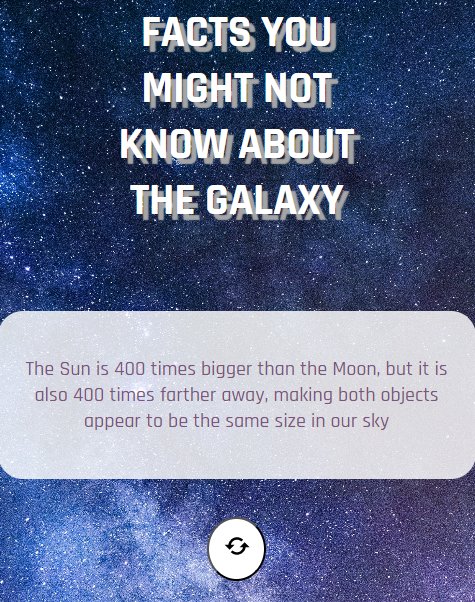 FACTS YOU
MIGHT NOT
KNOW ABOUT
THE GALAXY
The Sun is 400 times bigger than the Moon, but it is
also 400 times farther away, making both objects
appear to be the same size in our sky